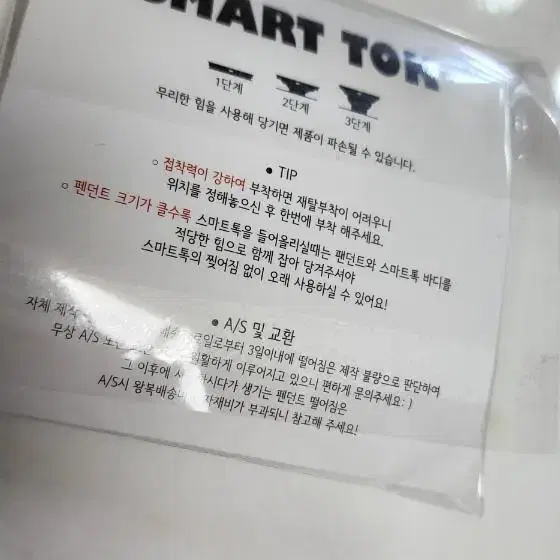 SMART TOK
1단계 2단계 3단계
무리한 힘을 사용해 당기면 제품이 파손될 수 있습니다.
● TIP
○ 접착력이 강하여 부착하면 재탈부착이 어려우니
위치를 정해놓으신 후 한번에 부착 해주세요.
○ 펜던트 크기가 클수록 스마트톡을 들어올리실때는 팬던트와 스마트톡 바디를
적당한 힘으로 함께 잡아 당겨주셔야
스마트톡의 찢어짐 없이 오래 사용하실 수 있어요!
● A/S 및 교환
자체 제작 로부터 3일이내에 떨어짐은 제작 불량으로 판단하여
무상 A/S 원활하게 이루어지고 있으니 편하게 문의주세요: )
그 이후에 생기는 팬던트 떨어짐은
A/S시 왕복배송비 자재비가 부과되니 참고해 주세요!